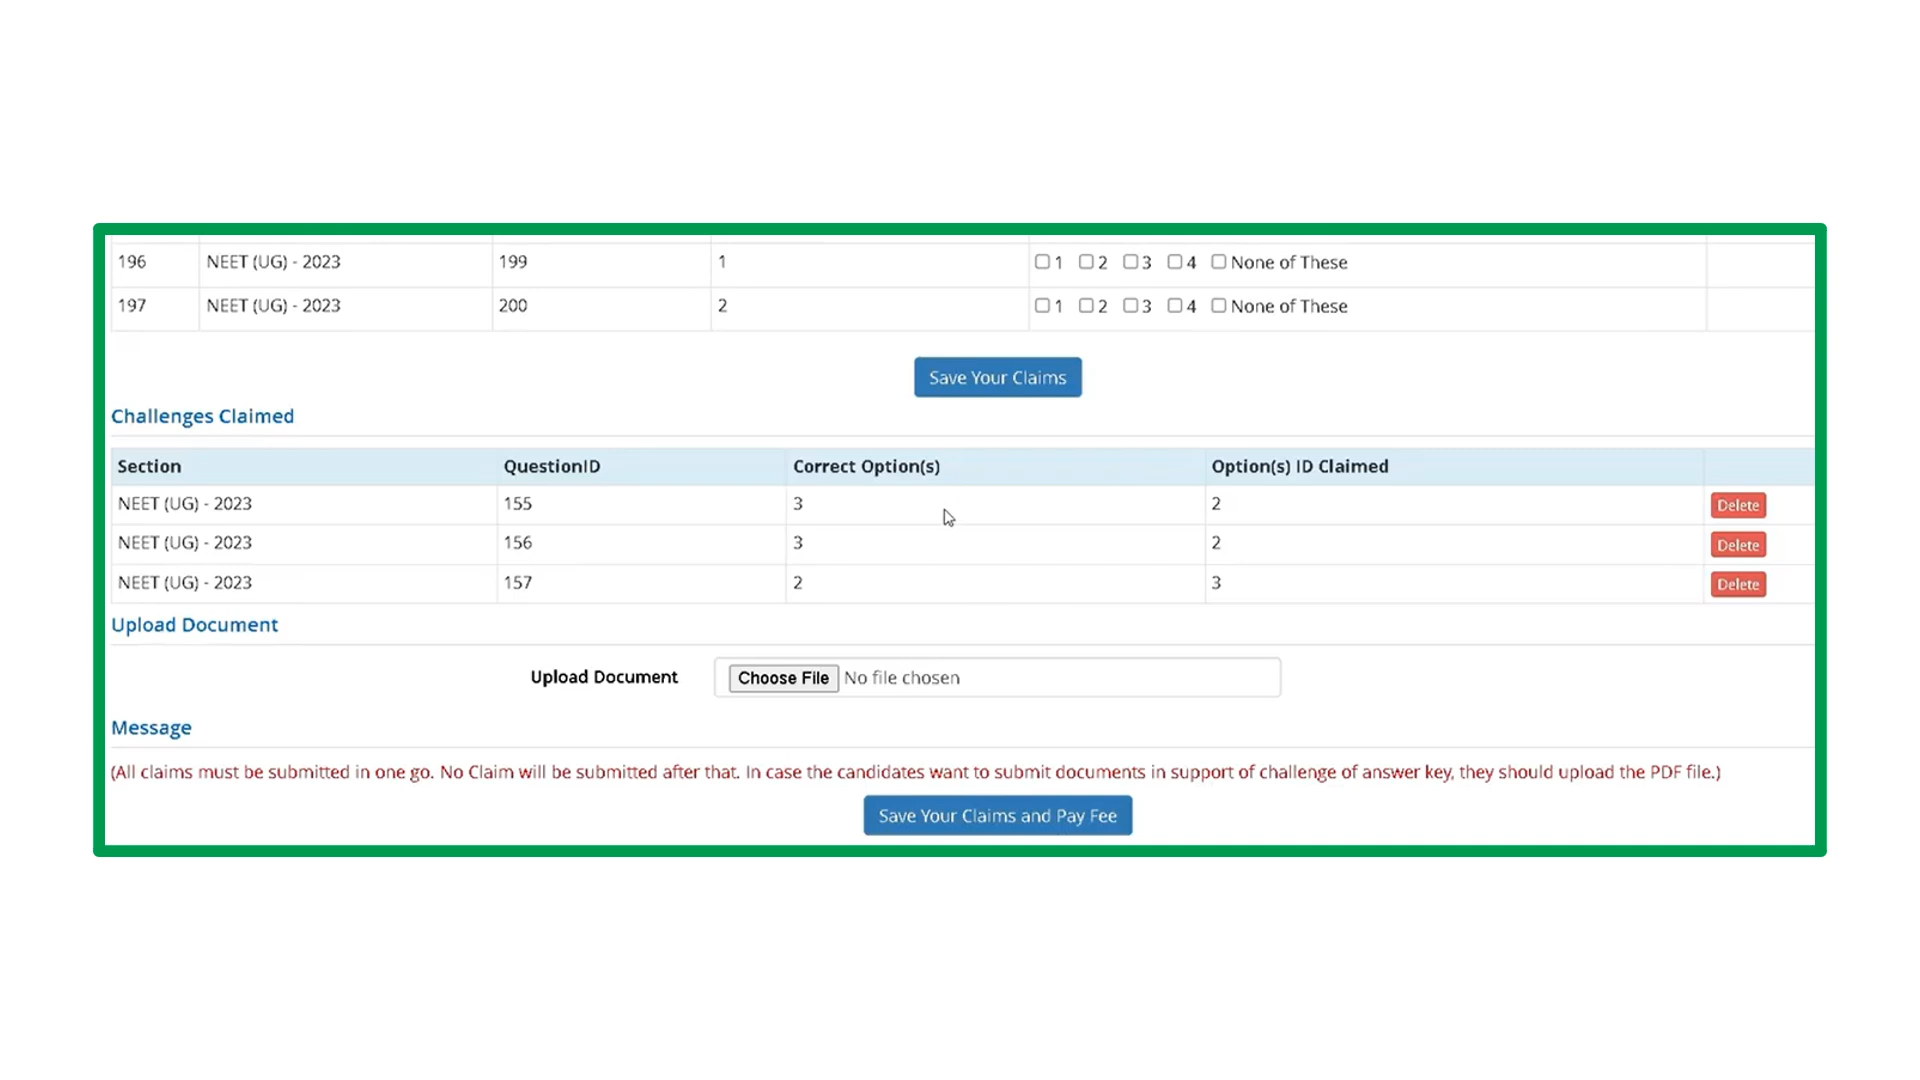 196 NEET (UG) - 2023 199 1 1 2 3 4 None of These
197 NEET (UG) - 2023 200 2 1 2 3 4 None of These
Save Your Claims
Challenges Claimed
Section QuestionID Correct Option(s) Option(s) ID Claimed
NEET (UG) - 2023 155 3 2 Delete
NEET (UG) - 2023 156 3 2 Delete
NEET (UG) - 2023 157 2 3 Delete
Upload Document
Upload Document Choose File No file chosen
Message
(All claims must be submitted in one go. No Claim will be submitted after that. In case the candidates want to submit documents in support of challenge of answer key, they should upload the PDF file.)
Save Your Claims and Pay Fee